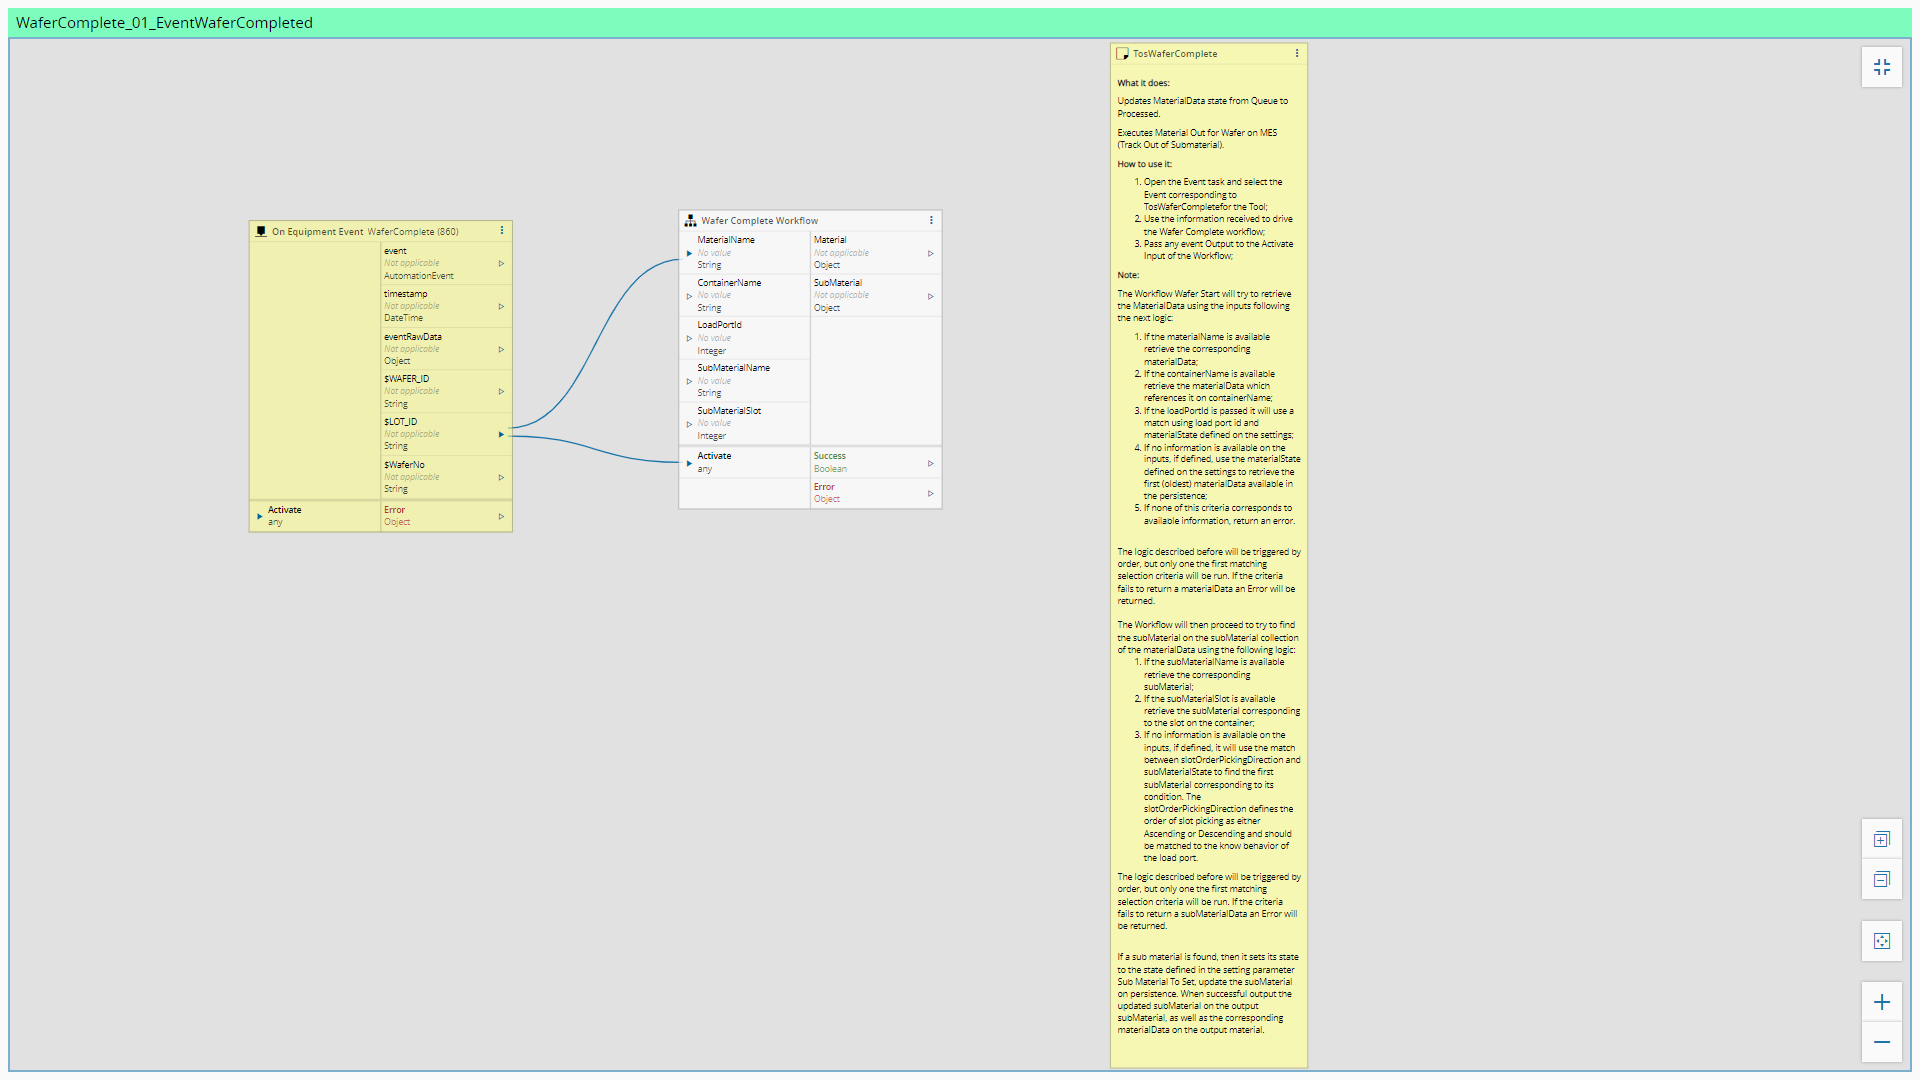 WaferComplete_01_EventWaferCompleted
On Equipment Event WaferComplete (860)
event
Not applicable
AutomationEvent
timestamp
Not applicable
DateTime
eventRawData
Not applicable
Object
$WAFER_ID
Not applicable
String
$LOT_ID
Not applicable
String
$WaferNo
Not applicable
String
Activate
any
Error
Object
Wafer Complete Workflow
MaterialName
No value
String
ContainerName
No value
String
LoadPortId
No value
Integer
SubMaterialName
No value
String
SubMaterialSlot
No value
Integer
Material
Not applicable
Object
SubMaterial
Not applicable
Object
Activate
any
Success
Boolean
Error
Object
TosWaferComplete
What it does:
Updates MaterialData state from Queue to
Processed.
Executes Material Out for Wafer on MES
(Track Out of Submaterial).
How to use it:
1. Open the Event task and select the
Event corresponding to
TosWaferCompletefor the Tool;
2. Use the information received to drive
the Wafer Complete workflow;
3. Pass any event Output to the Activate
Input of the Workflow;
Note:
The Workflow Wafer Start will try to retrieve
the MaterialData using the inputs following
the next logic:
1. If the materialName is available
retrieve the corresponding
materialData;
2. If the containerName is available
retrieve the materialData which
references it on containerName;
3. If the loadPortId is passed it will use a
match using load port id and
materialState defined on the settings;
4. If no information is available on the
inputs, if defined, use the materialState
defined on the settings to retrieve the
first (oldest) materialData available in
the persistence;
5. If none of this criteria corresponds to
available information, return an error.
The logic described before will be triggered by
order, but only one the first matching
selection criteria will be run. If the criteria
fails to return a materialData an Error will be
returned.
The Workflow will then proceed to try to find
the subMaterial on the subMaterial collection
of the materialData using the following logic:
1. If the subMaterialName is available
retrieve the corresponding
subMaterial;
2. If the subMaterialSlot is available
retrieve the subMaterial corresponding
to the slot on the container;
3. If no information is available on the
inputs, if defined, it will use the match
between slotOrderPickingDirection and
subMaterialState to find the first
subMaterial corresponding to its
condition. The
slotOrderPickingDirection defines the
order of slot picking as either
Ascending or Descending and should
be matched to the know behavior of
the load port.
The logic described before will be triggered by
order, but only one the first matching
selection criteria will be run. If the criteria
fails to return a subMaterialData an Error will
be returned.
If a sub material is found, then it sets its state
to the state defined in the setting parameter
Sub Material To Set, update the subMaterial
on persistence. When successful output the
updated subMaterial on the output
subMaterial, as well as the corresponding
materialData on the output material.